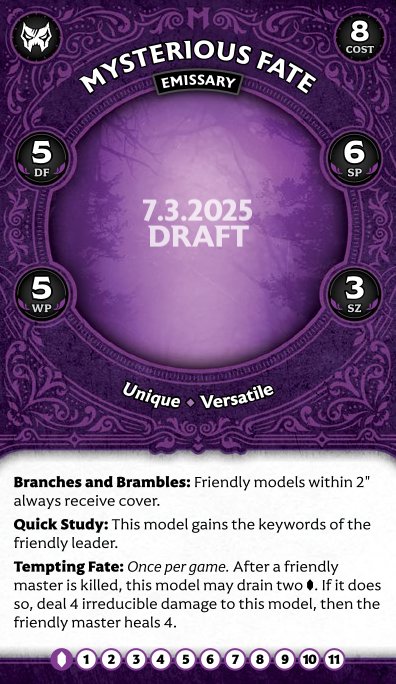 8
COST
MYSTERIOUS FATE
EMISSARY
5
DF
6
SP
7.3.2025
DRAFT
5
WP
3
SZ
Unique ◆ Versatile
Branches and Brambles: Friendly models within 2"
always receive cover.
Quick Study: This model gains the keywords of the
friendly leader.
Tempting Fate: Once per game. After a friendly
master is killed, this model may drain two . If it does
so, deal 4 irreducible damage to this model, then the
friendly master heals 4.
1 2 3 4 5 6 7 8 9 10 11